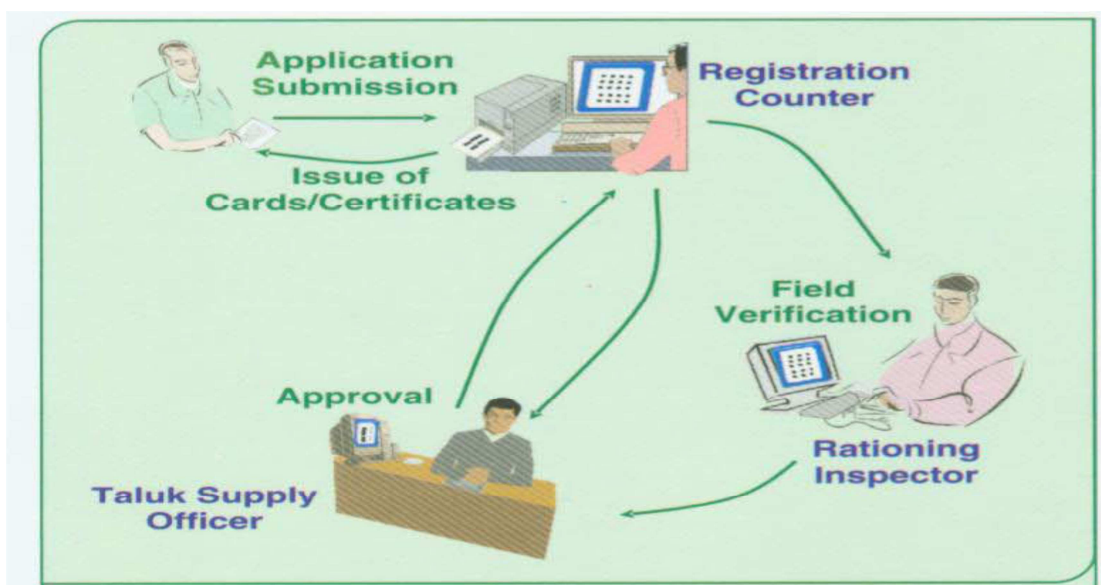 Application
Submission
Registration
Counter
Issue of
Cards/Certificates
Field
Verification
Approval
Rationing
Inspector
Taluk Supply
Officer